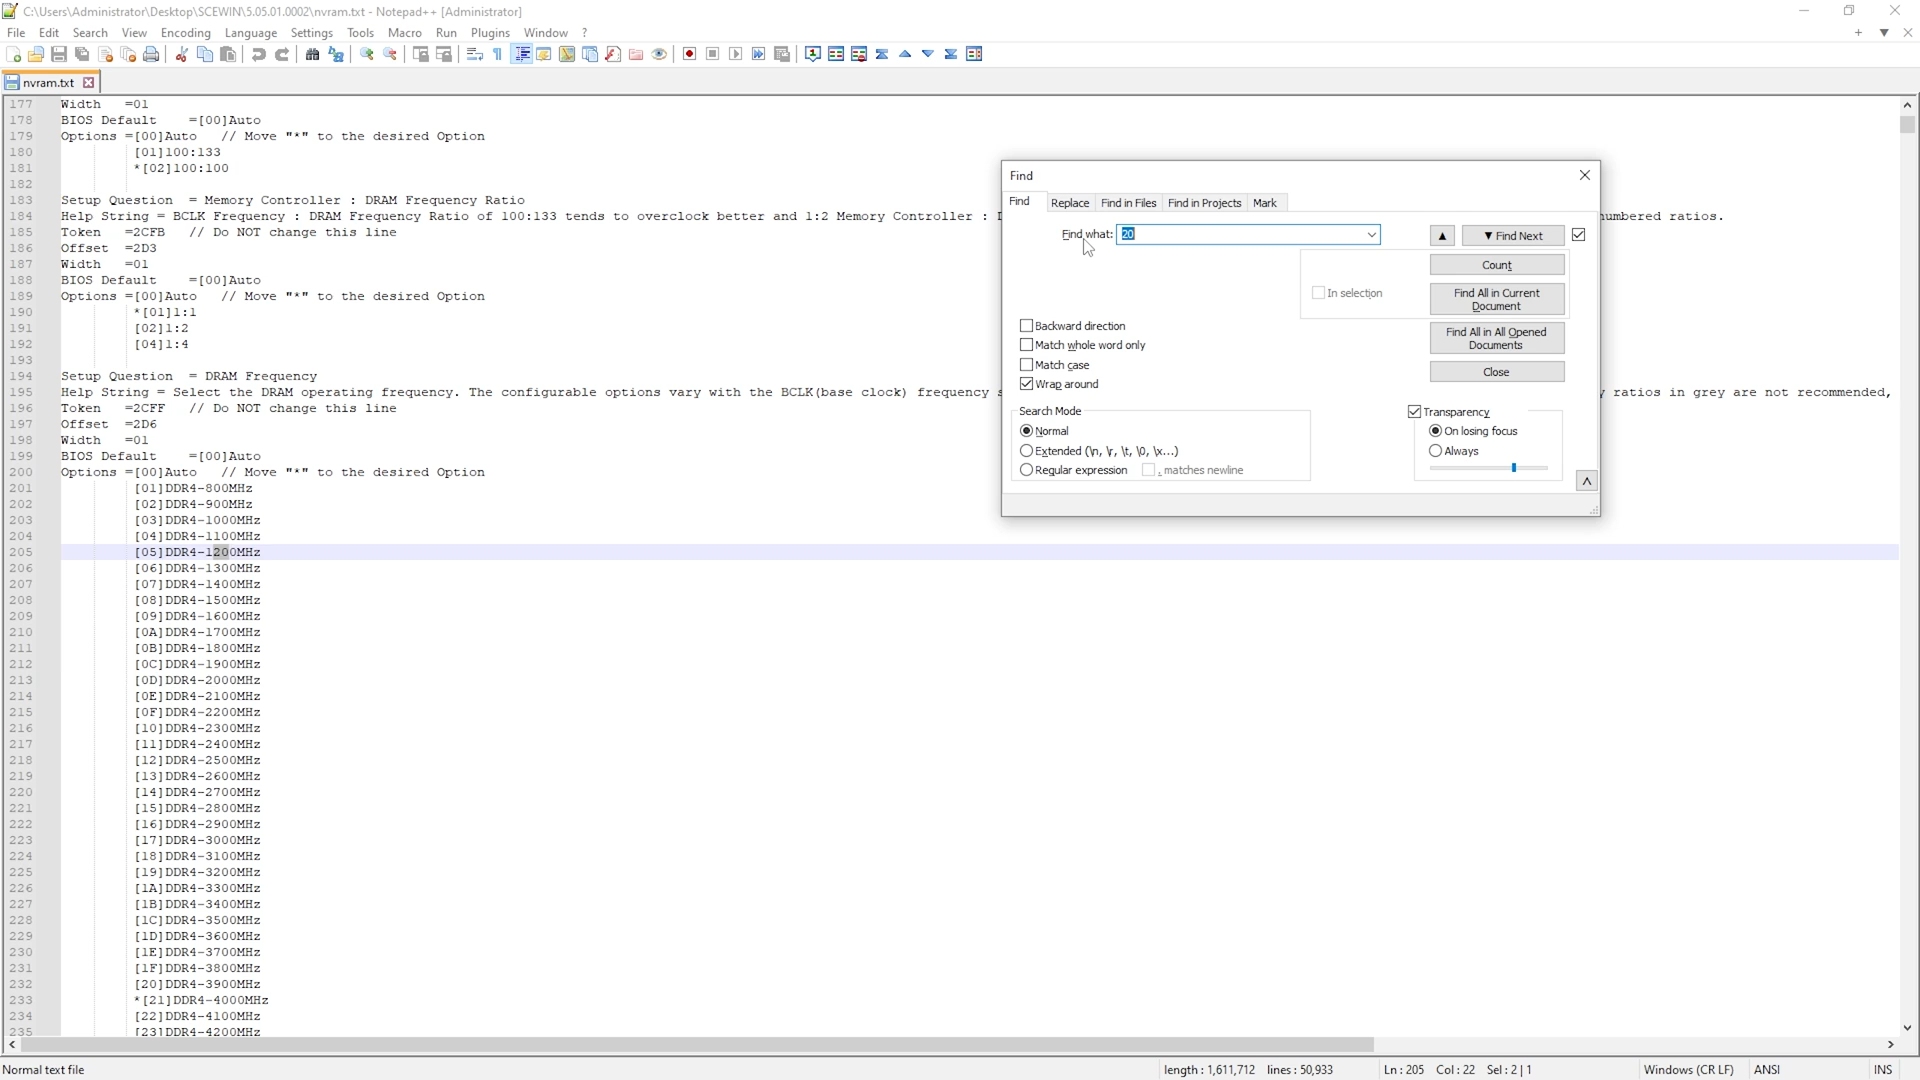 C:\Users\Administrator\Desktop\SCEWIN\5.05.01.0002\nvram.txt - Notepad++ [Administrator]
File Edit Search View Encoding Language Settings Tools Macro Run Plugins Window ?
nvram.txt
177 Width =01
178 BIOS Default =[00]Auto
179 Options =[00]Auto // Move "*" to the desired Option
180 [01]100:133
181 *[02]100:100
182
183 Setup Question = Memory Controller : DRAM Frequency Ratio
184 Help String = BCLK Frequency : DRAM Frequency Ratio of 100:133 tends to overclock better and 1:2 Memory Controller : numbered ratios.
185 Token =2CFB // Do NOT change this line
186 Offset =2D3
187 Width =01
188 BIOS Default =[00]Auto
189 Options =[00]Auto // Move "*" to the desired Option
190 *[01]1:1
191 [02]1:2
192 [04]1:4
193
194 Setup Question = DRAM Frequency
195 Help String = Select the DRAM operating frequency. The configurable options vary with the BCLK(base clock) frequency ratios in grey are not recommended,
196 Token =2CFF // Do NOT change this line
197 Offset =2D6
198 Width =01
199 BIOS Default =[00]Auto
200 Options =[00]Auto // Move "*" to the desired Option
201 [01]DDR4-800MHz
202 [02]DDR4-900MHz
203 [03]DDR4-1000MHz
204 [04]DDR4-1100MHz
205 [05]DDR4-1200MHz
206 [06]DDR4-1300MHz
207 [07]DDR4-1400MHz
208 [08]DDR4-1500MHz
209 [09]DDR4-1600MHz
210 [0A]DDR4-1700MHz
211 [0B]DDR4-1800MHz
212 [0C]DDR4-1900MHz
213 [0D]DDR4-2000MHz
214 [0E]DDR4-2100MHz
215 [0F]DDR4-2200MHz
216 [10]DDR4-2300MHz
217 [11]DDR4-2400MHz
218 [12]DDR4-2500MHz
219 [13]DDR4-2600MHz
220 [14]DDR4-2700MHz
221 [15]DDR4-2800MHz
222 [16]DDR4-2900MHz
223 [17]DDR4-3000MHz
224 [18]DDR4-3100MHz
225 [19]DDR4-3200MHz
226 [1A]DDR4-3300MHz
227 [1B]DDR4-3400MHz
228 [1C]DDR4-3500MHz
229 [1D]DDR4-3600MHz
230 [1E]DDR4-3700MHz
231 [1F]DDR4-3800MHz
232 [20]DDR4-3900MHz
233 *[21]DDR4-4000MHz
234 [22]DDR4-4100MHz
235 [23]DDR4-4200MHz
Find
Find Replace Find in Files Find in Projects Mark
Find what: 20
▼ Find Next
Count
In selection
Find All in Current
Document
Find All in All Opened
Documents
Close
Backward direction
Match whole word only
Match case
Wrap around
Search Mode
Normal
Extended (\n, \r, \t, \0, \x...)
Regular expression . matches newline
Transparency
On losing focus
Always
Normal text file length : 1,611,712 lines : 50,933 Ln : 205 Col : 22 Sel : 2 | 1 Windows (CR LF) ANSI INS